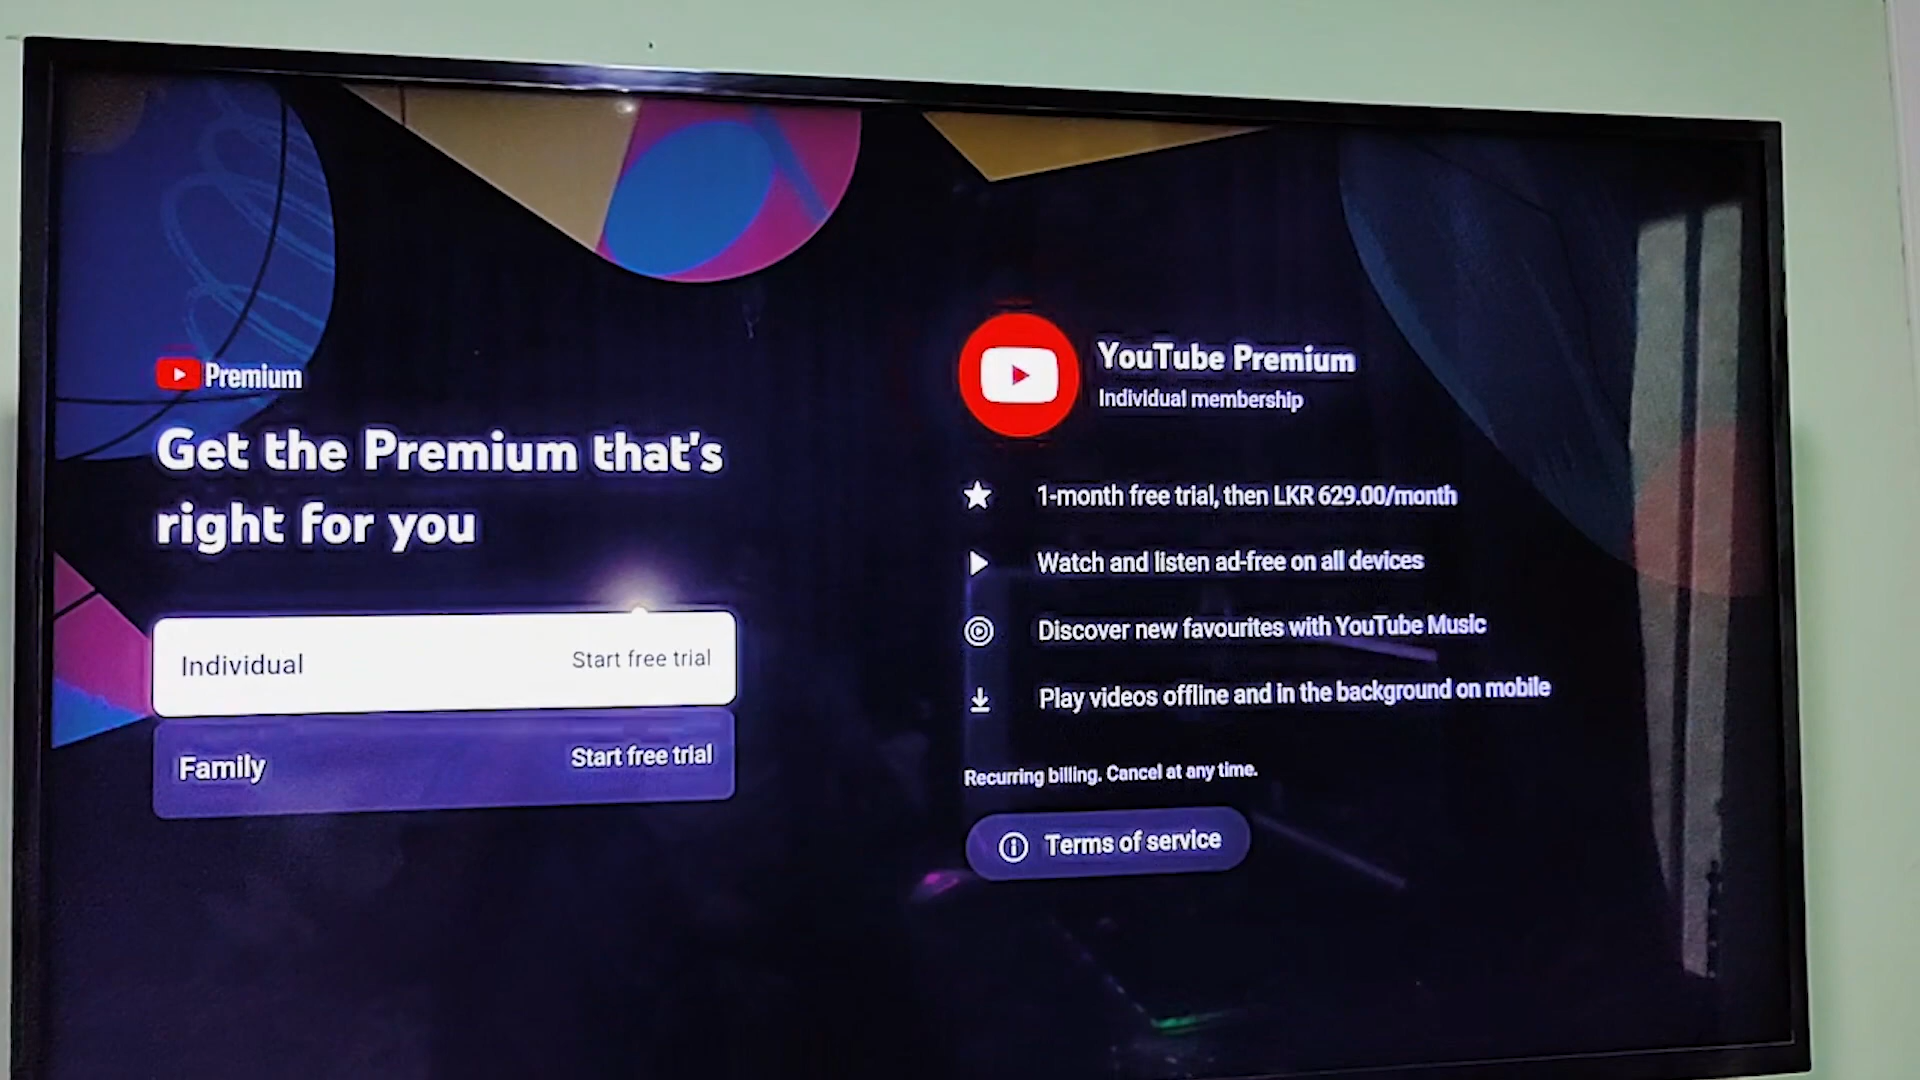 Premium
Get the Premium that's
right for you
Individual Start free trial
Family Start free trial
YouTube Premium
Individual membership
1-month free trial, then LKR 629.00/month
Watch and listen ad-free on all devices
Discover new favourites with YouTube Music
Play videos offline and in the background on mobile
Recurring billing. Cancel at any time.
Terms of service